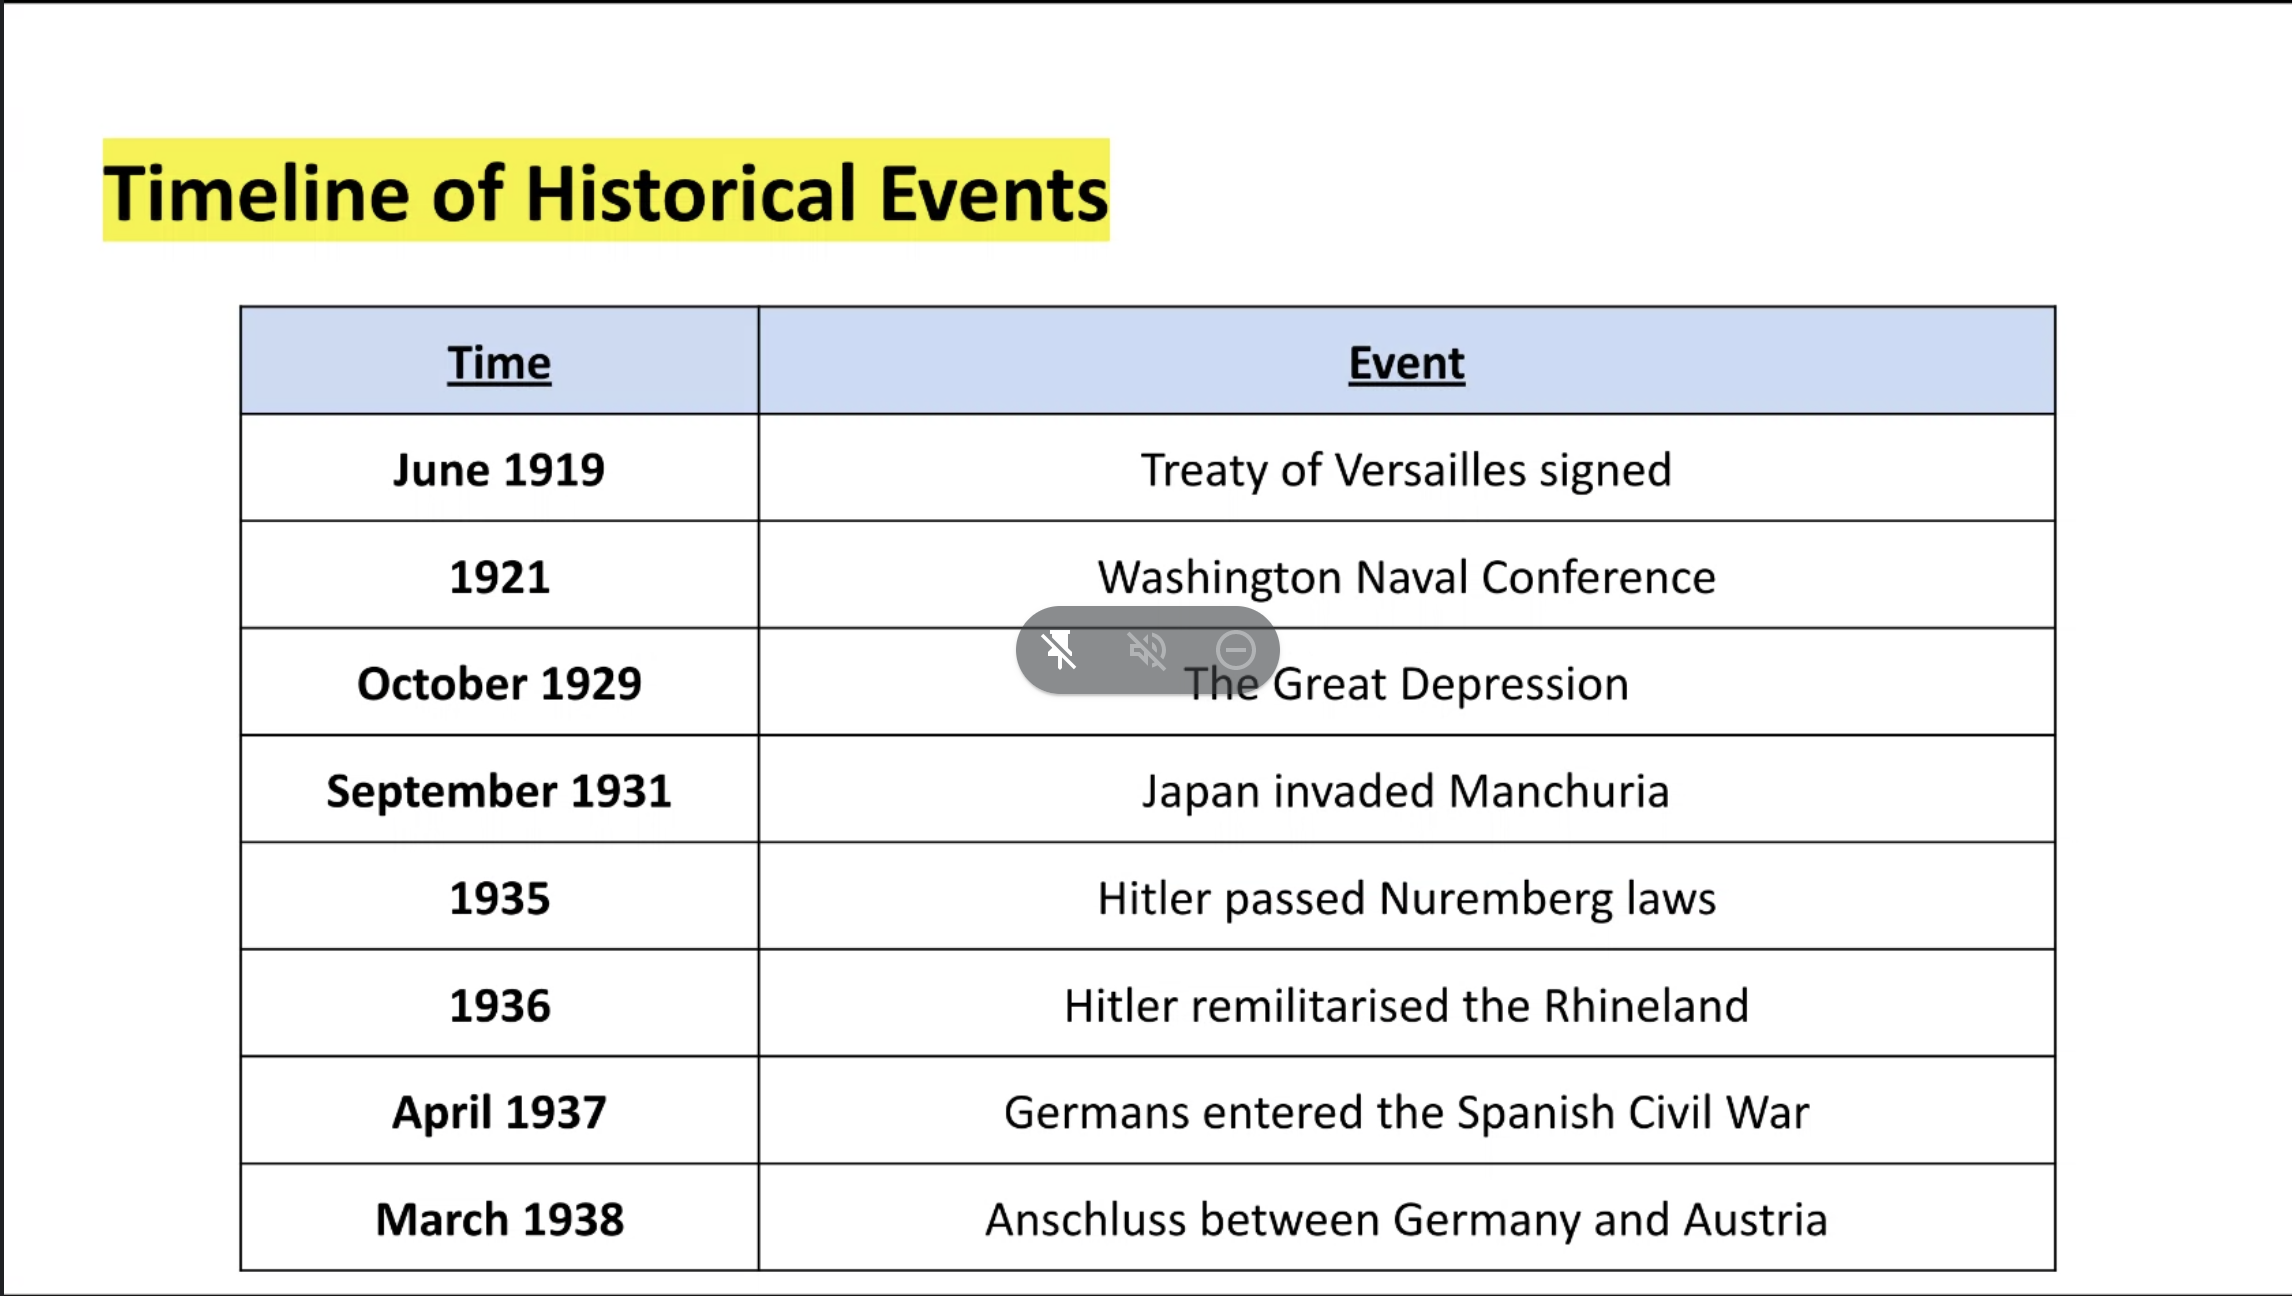 Timeline of Historical Events
Time Event
June 1919 Treaty of Versailles signed
1921 Washington Naval Conference
October 1929 The Great Depression
September 1931 Japan invaded Manchuria
1935 Hitler passed Nuremberg laws
1936 Hitler remilitarised the Rhineland
April 1937 Germans entered the Spanish Civil War
March 1938 Anschluss between Germany and Austria